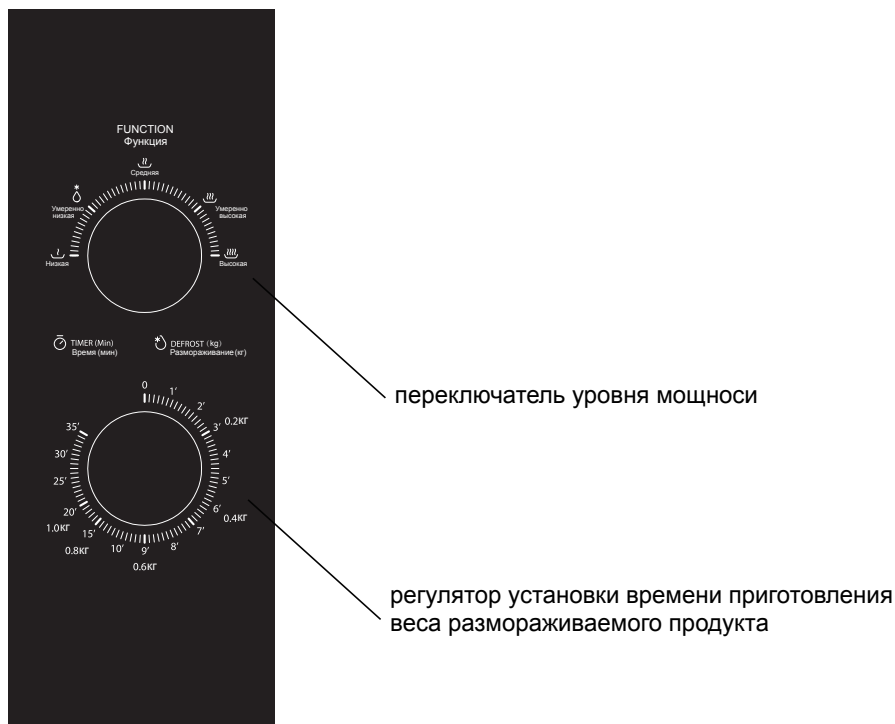 FUNCTION
Функция
Средняя
Умеренно
низкая
Умеренно
высокая
Низкая
Высокая
TIMER (Min)
Время (мин)
DEFROST (kg)
Размораживание (кг)
0
1'
2'
3' 0.2кг
4'
5'
6'
0.4кг
7'
8'
9'
0.6кг
10'
15'
0.8кг
20'
1.0кг
25'
30'
35'
переключатель уровня мощноси
регулятор установки времени приготовления
веса размораживаемого продукта